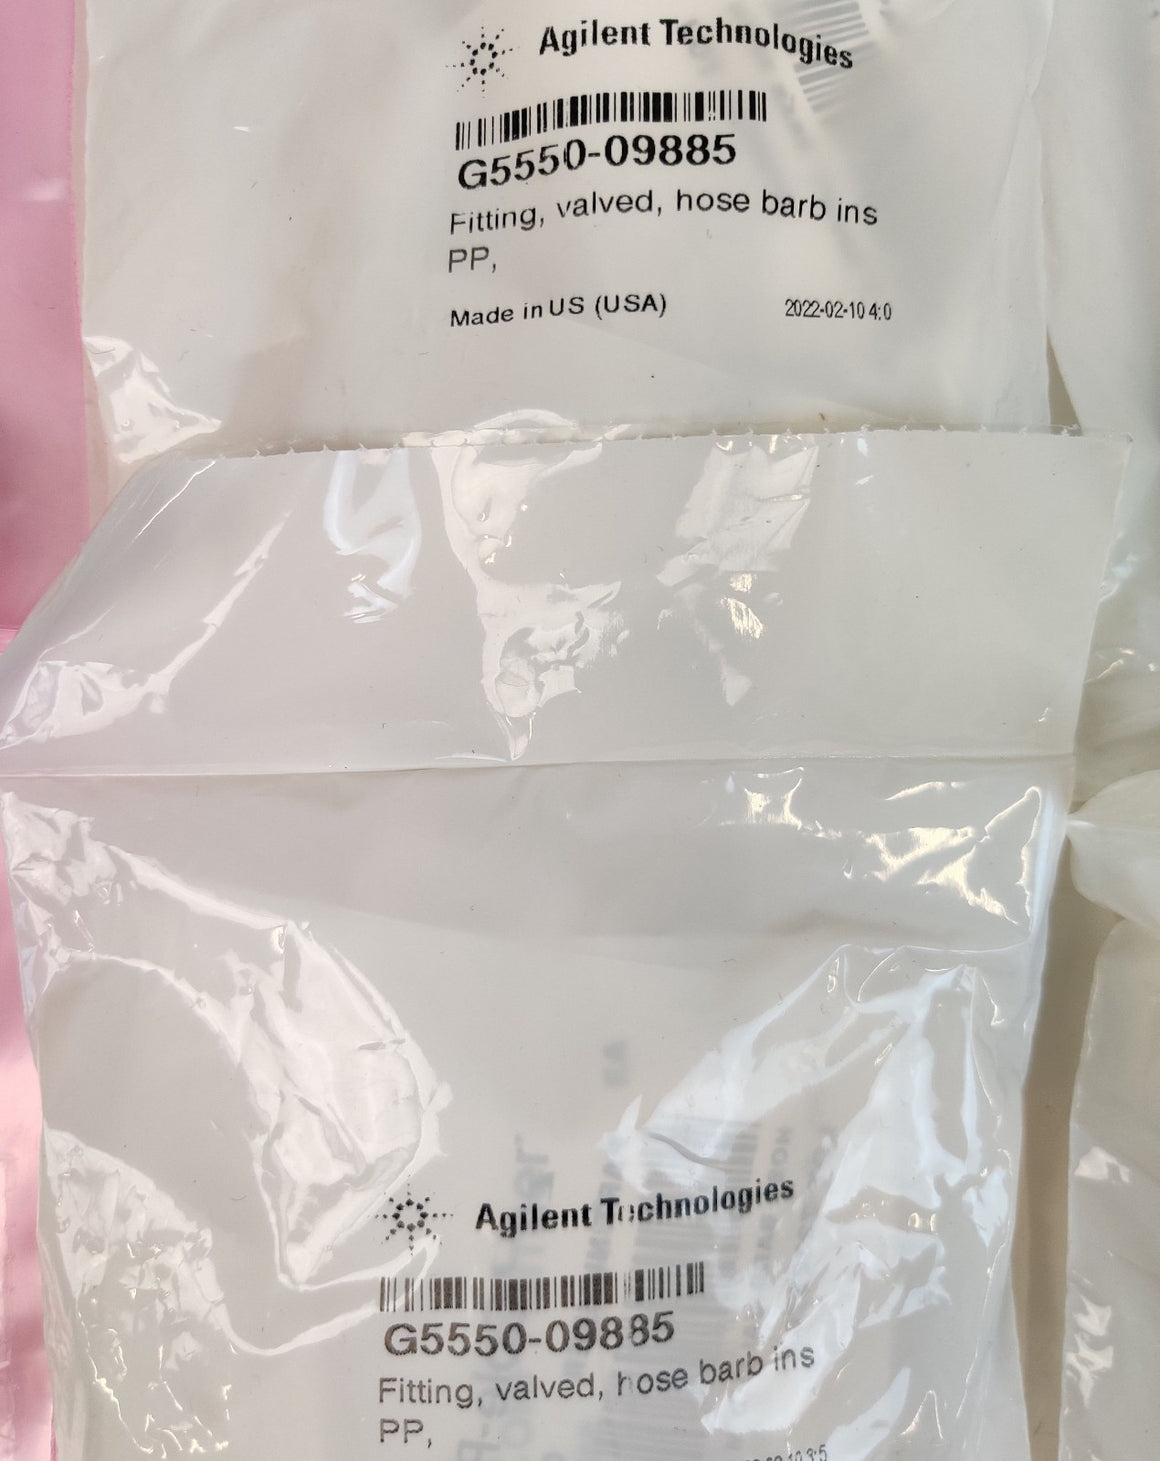 Agilent Technologies
G5550-09885
Fitting, valved, hose barb ins
PP,
Made in US (USA) 2022-02-10 4:0
Agilent Technologies
G5550-09885
Fitting, valved, hose barb ins
PP,